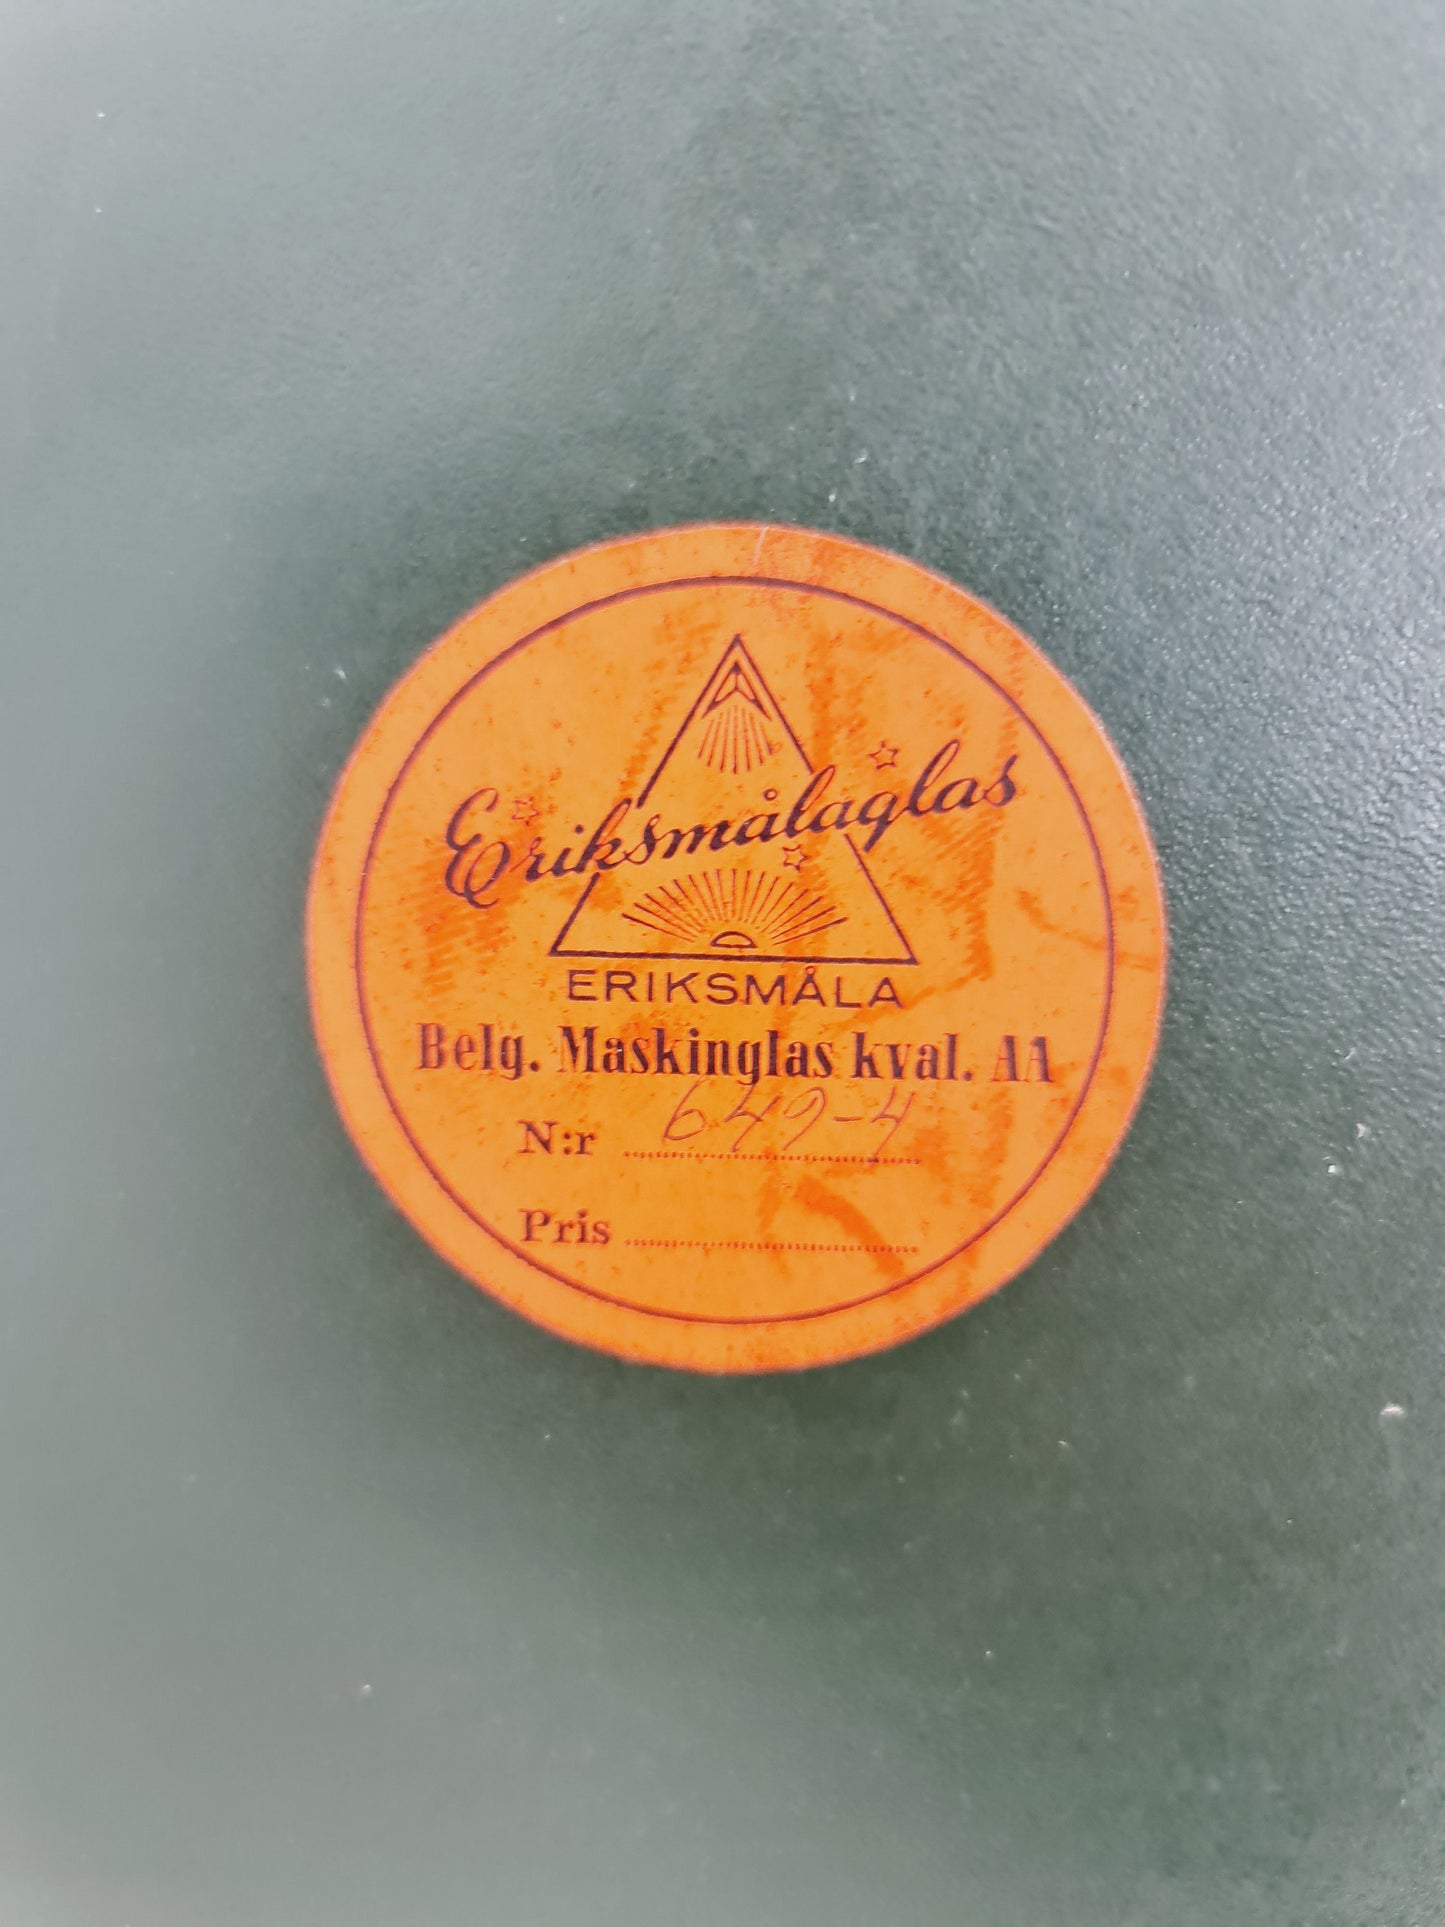 Eriksmålaglas
ERIKSMÅLA
Belg. Maskinglas kval. AA
N:r 649-4
Pris